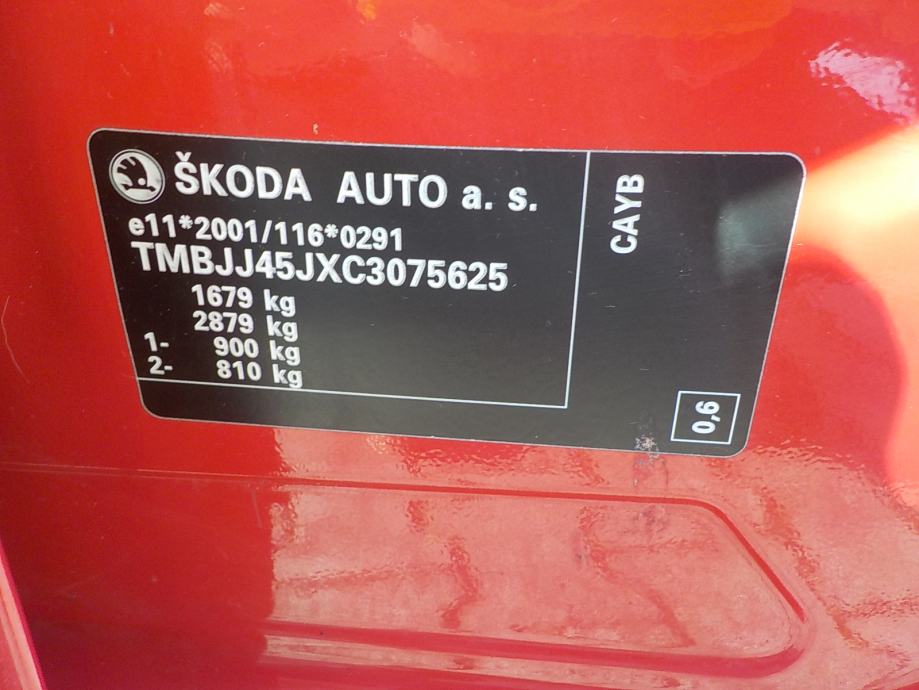 ŠKODA AUTO a. s.
e11*2001/116*0291
TMBJJ45JXC3075625
1679 kg
2879 kg
1- 900 kg
2- 810 kg
CAYB
0,6